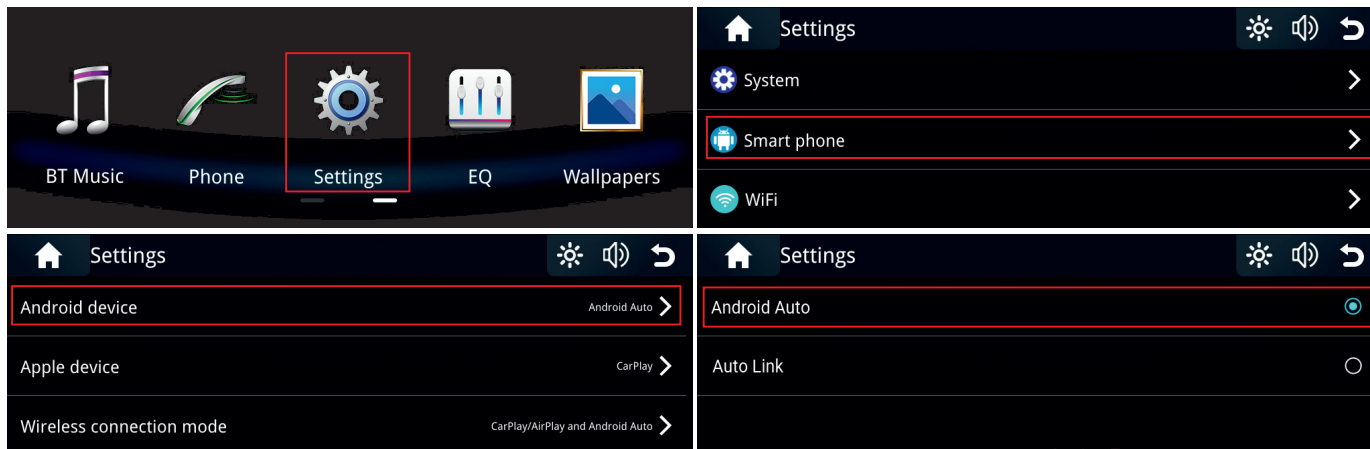 BT Music
Phone
Settings
EQ
Wallpapers
Settings
System
Smart phone
WiFi
Settings
Android device Android Auto
Apple device CarPlay
Wireless connection mode CarPlay/AirPlay and Android Auto
Settings
Android Auto
Auto Link